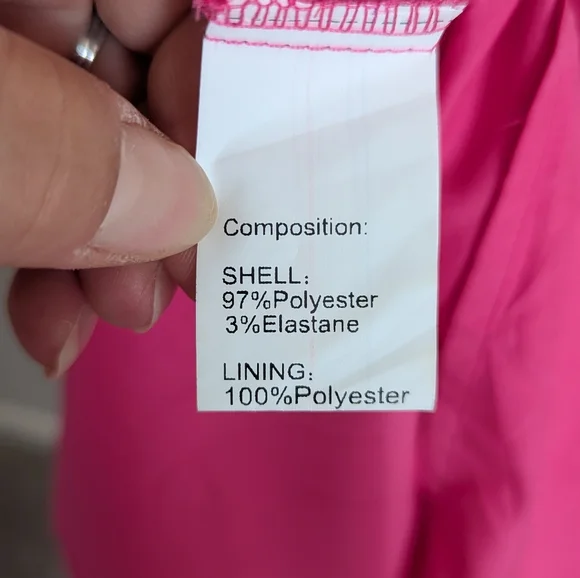 Composition:
SHELL:
97%Polyester
3%Elastane
LINING:
100%Polyester